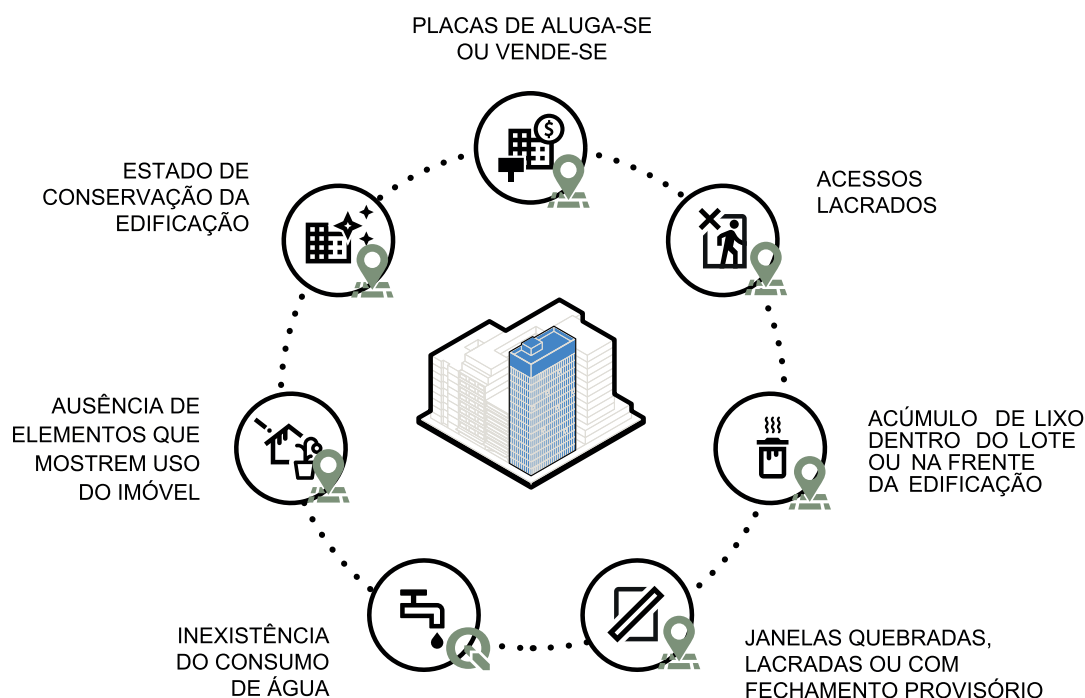 PLACAS DE ALUGA-SE
OU VENDE-SE
ESTADO DE
CONSERVAÇÃO DA
EDIFICAÇÃO
ACESSOS
LACRADOS
$
AUSÊNCIA DE
ELEMENTOS QUE
MOSTREM USO
DO IMÓVEL
ACÚMULO DE LIXO
DENTRO DO LOTE
OU NA FRENTE
DA EDIFICAÇÃO
INEXISTÊNCIA
DO CONSUMO
DE ÁGUA
JANELAS QUEBRADAS,
LACRADAS OU COM
FECHAMENTO PROVISÓRIO